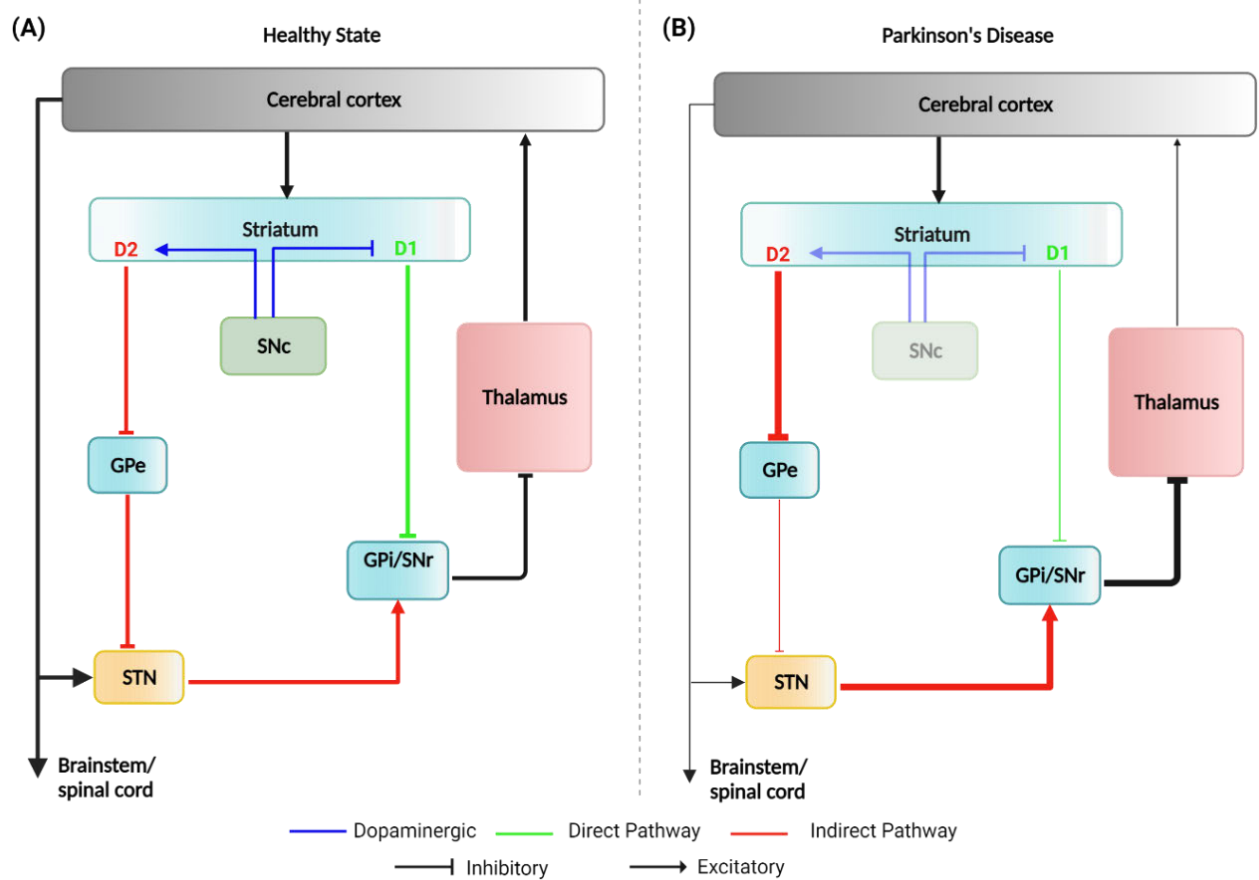 (A)
Healthy State
Cerebral cortex
Striatum
D2
D1
SNc
Thalamus
GPe
GPi/SNr
STN
Brainstem/
spinal cord
(B)
Parkinson's Disease
Cerebral cortex
Striatum
D2
D1
SNc
Thalamus
GPe
GPi/SNr
STN
Brainstem/
spinal cord
Dopaminergic Direct Pathway Indirect Pathway
Inhibitory Excitatory